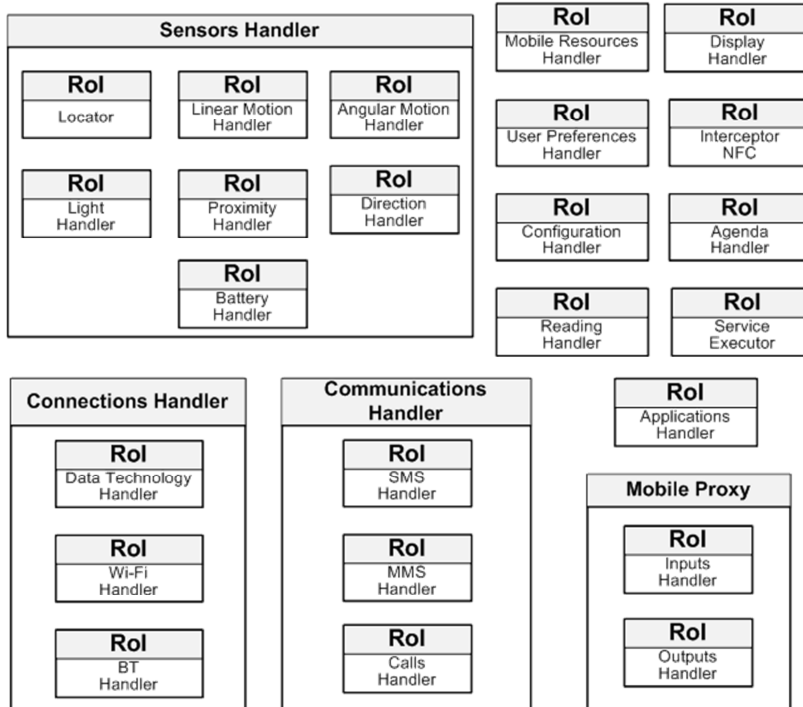 Sensors Handler
RoI
Locator
RoI
Linear Motion
Handler
RoI
Angular Motion
Handler
RoI
Light
Handler
RoI
Proximity
Handler
RoI
Direction
Handler
RoI
Battery
Handler
RoI
Mobile Resources
Handler
RoI
Display
Handler
RoI
User Preferences
Handler
RoI
Interceptor
NFC
RoI
Configuration
Handler
RoI
Agenda
Handler
RoI
Reading
Handler
RoI
Service
Executor
RoI
Applications
Handler
Connections Handler
RoI
Data Technology
Handler
RoI
Wi-Fi
Handler
RoI
BT
Handler
Communications
Handler
RoI
SMS
Handler
RoI
MMS
Handler
RoI
Calls
Handler
Mobile Proxy
RoI
Inputs
Handler
RoI
Outputs
Handler